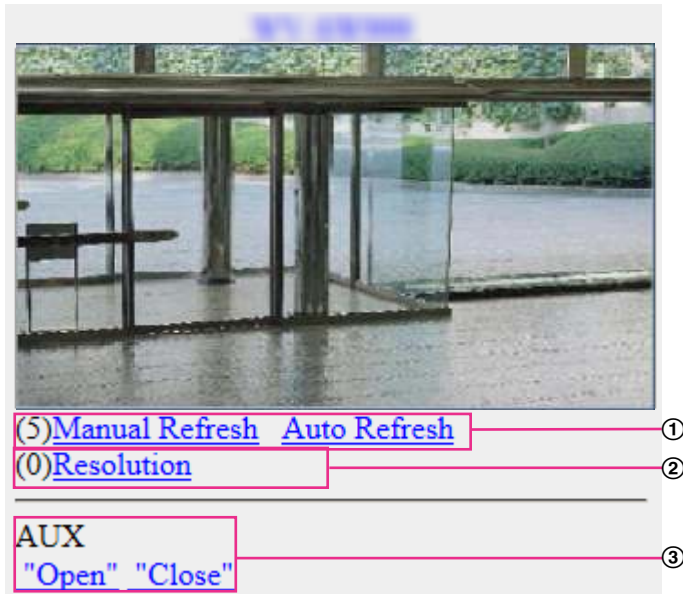 (5)Manual Refresh Auto Refresh ①
(0)Resolution ②
AUX
"Open" "Close" ③